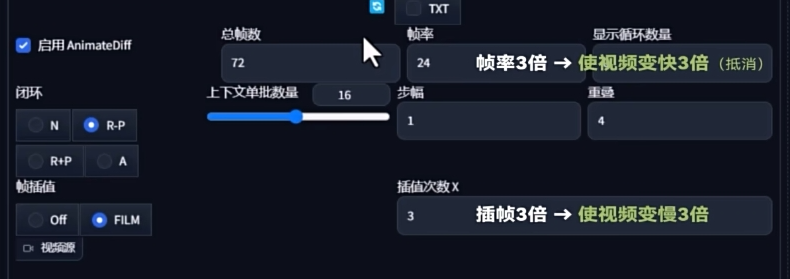 TXT
启用 AnimateDiff
总帧数
帧率
显示循环数量
72
24
帧率3倍 → 使视频变快3倍（抵消）
闭环
上下文单批数量
16
步幅
重叠
N
R-P
1
4
R+P
A
帧插值
插值次数 X
Off
FILM
3
插帧3倍 → 使视频变慢3倍
视频源